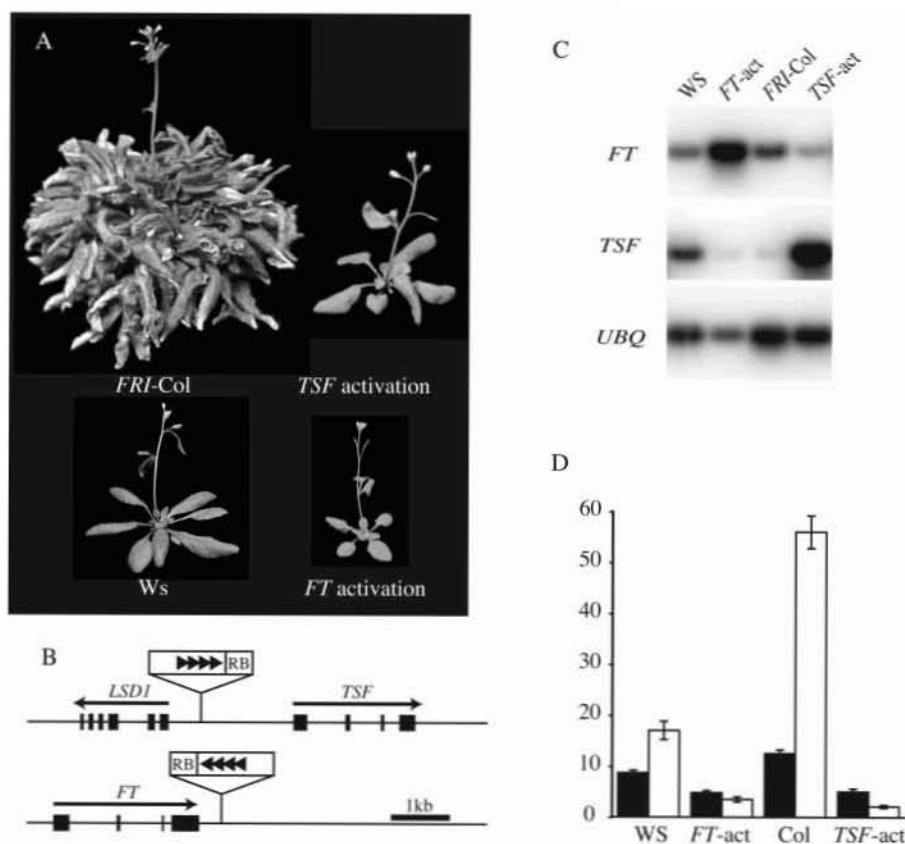 A
FRI-Col
TSF activation
Ws
FT activation
B
RB
LSD1
TSF
RB
FT
1kb
C
WS
FT-act
FRI-Col
TSF-act
FT
TSF
UBQ
D
60
50
40
30
20
10
0
WS
FT-act
Col
TSF-act